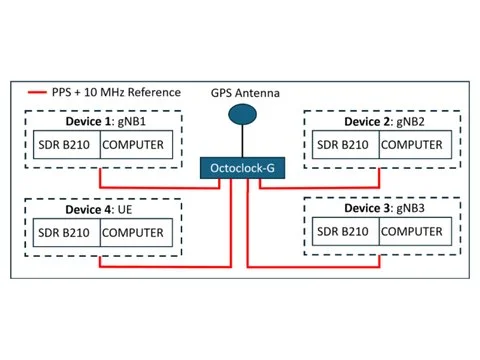 PPS + 10 MHz Reference
GPS Antenna
Device 1: gNB1
SDR B210 COMPUTER
Device 2: gNB2
SDR B210 COMPUTER
Octoclock-G
Device 4: UE
SDR B210 COMPUTER
Device 3: gNB3
SDR B210 COMPUTER